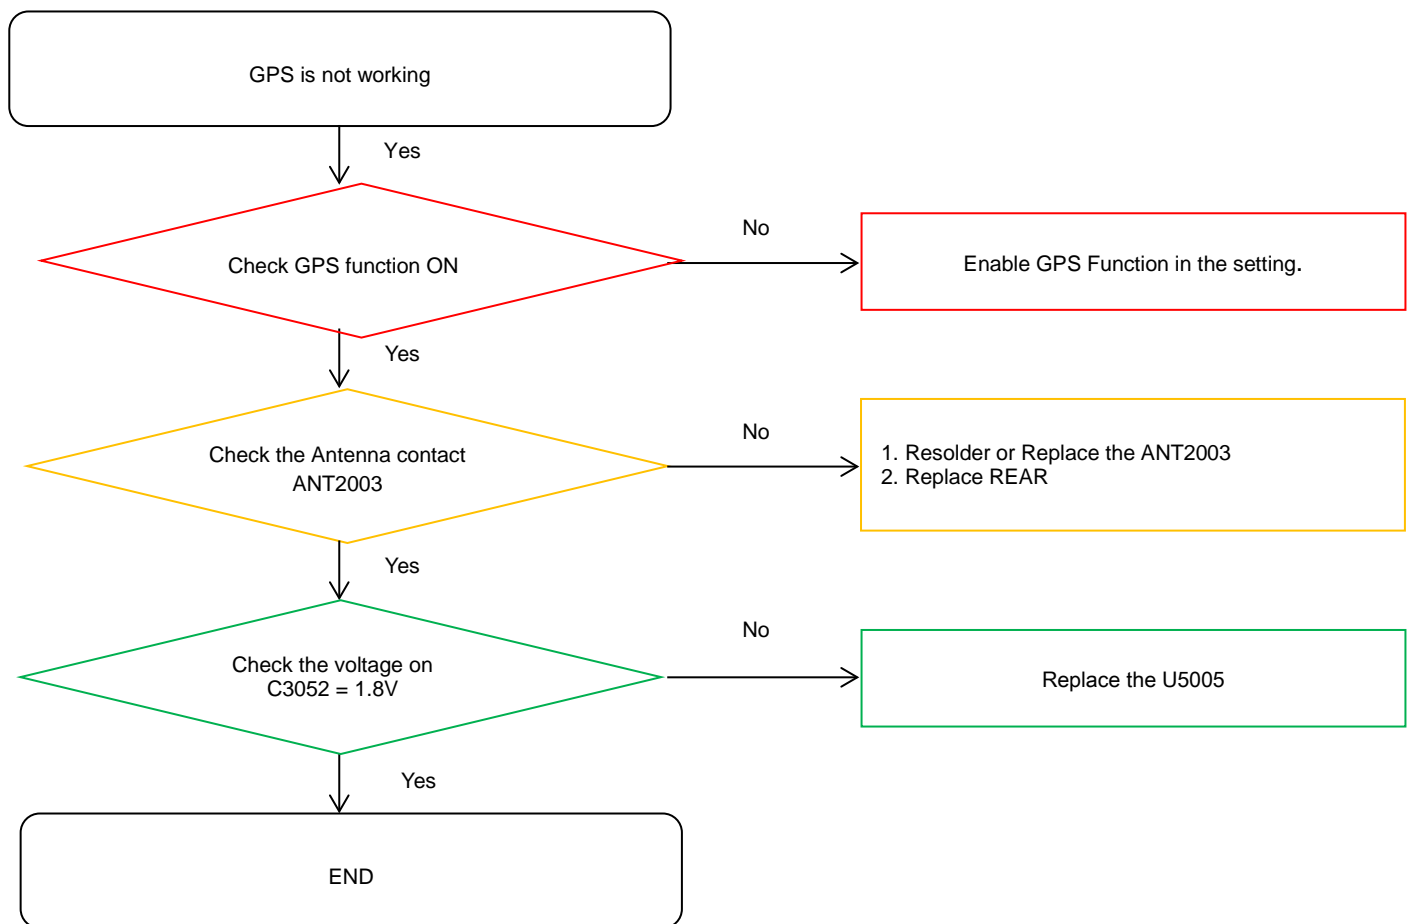 GPS is not working
Yes
Check GPS function ON
No
Enable GPS Function in the setting.
Yes
Check the Antenna contact
ANT2003
No
1. Resolder or Replace the ANT2003
2. Replace REAR
Yes
Check the voltage on
C3052 = 1.8V
No
Replace the U5005
Yes
END